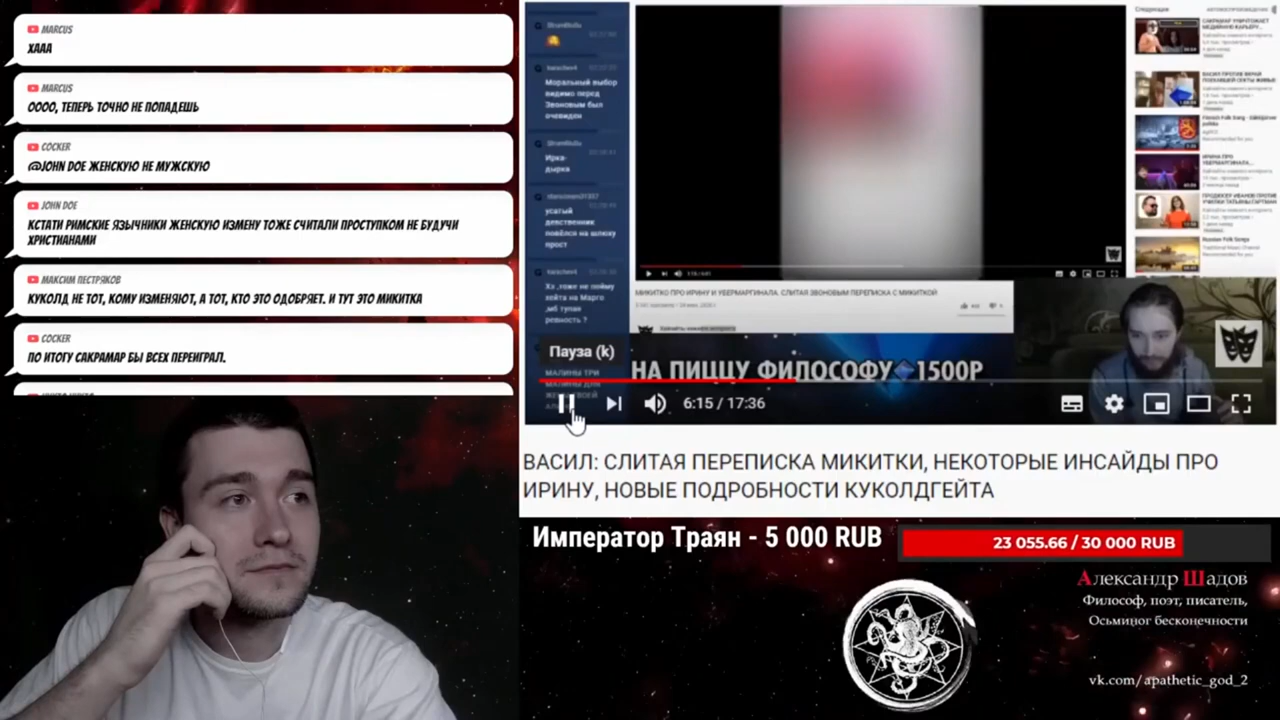 MARCUS
ХААА
MARCUS
ОООО, ТЕПЕРЬ ТОЧНО НЕ ПОПАДЕШЬ
COCKER
@JOHN DOE ЖЕНСКУЮ НЕ МУЖСКУЮ
JOHN DOE
КСТАТИ РИМСКИЕ ЯЗЫЧНИКИ ЖЕНСКУЮ ИЗМЕНУ ТОЖЕ СЧИТАЛИ ПРОСТУПКОМ НЕ БУДУЧИ
ХРИСТИАНАМИ
МАКСИМ ПЕСТРЯКОВ
КУКОЛД НЕ ТОТ, КОМУ ИЗМЕНЯЮТ, А ТОТ, КТО ЭТО ОДОБРЯЕТ. И ТУТ ЭТО МИКИТКА
COCKER
ПО ИТОГУ САКРАМАР БЫ ВСЕХ ПЕРЕИГРАЛ.
Моральный выбор
видимо перед
Звоновым был
очевиден
Ирка-
дырка
усатый
девственник
повёлся на шлюху
прост
Хз ,тоже не пойму
хейта на Марго
,мб тупая
ревность ?
МИКИТКО ПРО ИРИНУ И УБЕРМАРГИНАЛА. СЛИТАЯ ЗВОНОВЫМ ПЕРЕПИСКА С МИКИТКОЙ
Пауза (k)
НА ПИЦЦУ ФИЛОСОФУ 1500Р
6:15 / 17:36
ВАСИЛ: СЛИТАЯ ПЕРЕПИСКА МИКИТКИ, НЕКОТОРЫЕ ИНСАЙДЫ ПРО
ИРИНУ, НОВЫЕ ПОДРОБНОСТИ КУКОЛДГЕЙТА
Император Траян - 5 000 RUB
23 055.66 / 30 000 RUB
Александр Шадов
Философ, поэт, писатель,
Осьминог бесконечности
vk.com/apathetic_god_2